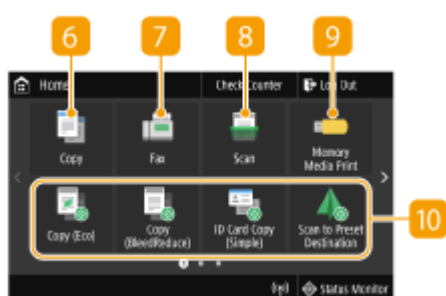 6 7 8 9
Home Check Counter Log Out
Copy Fax Scan Memory
Media Print
Copy (Eco) Copy
(BleedReduce) ID Card Copy
(Simple) Scan to Preset
Destination
10
Status Monitor